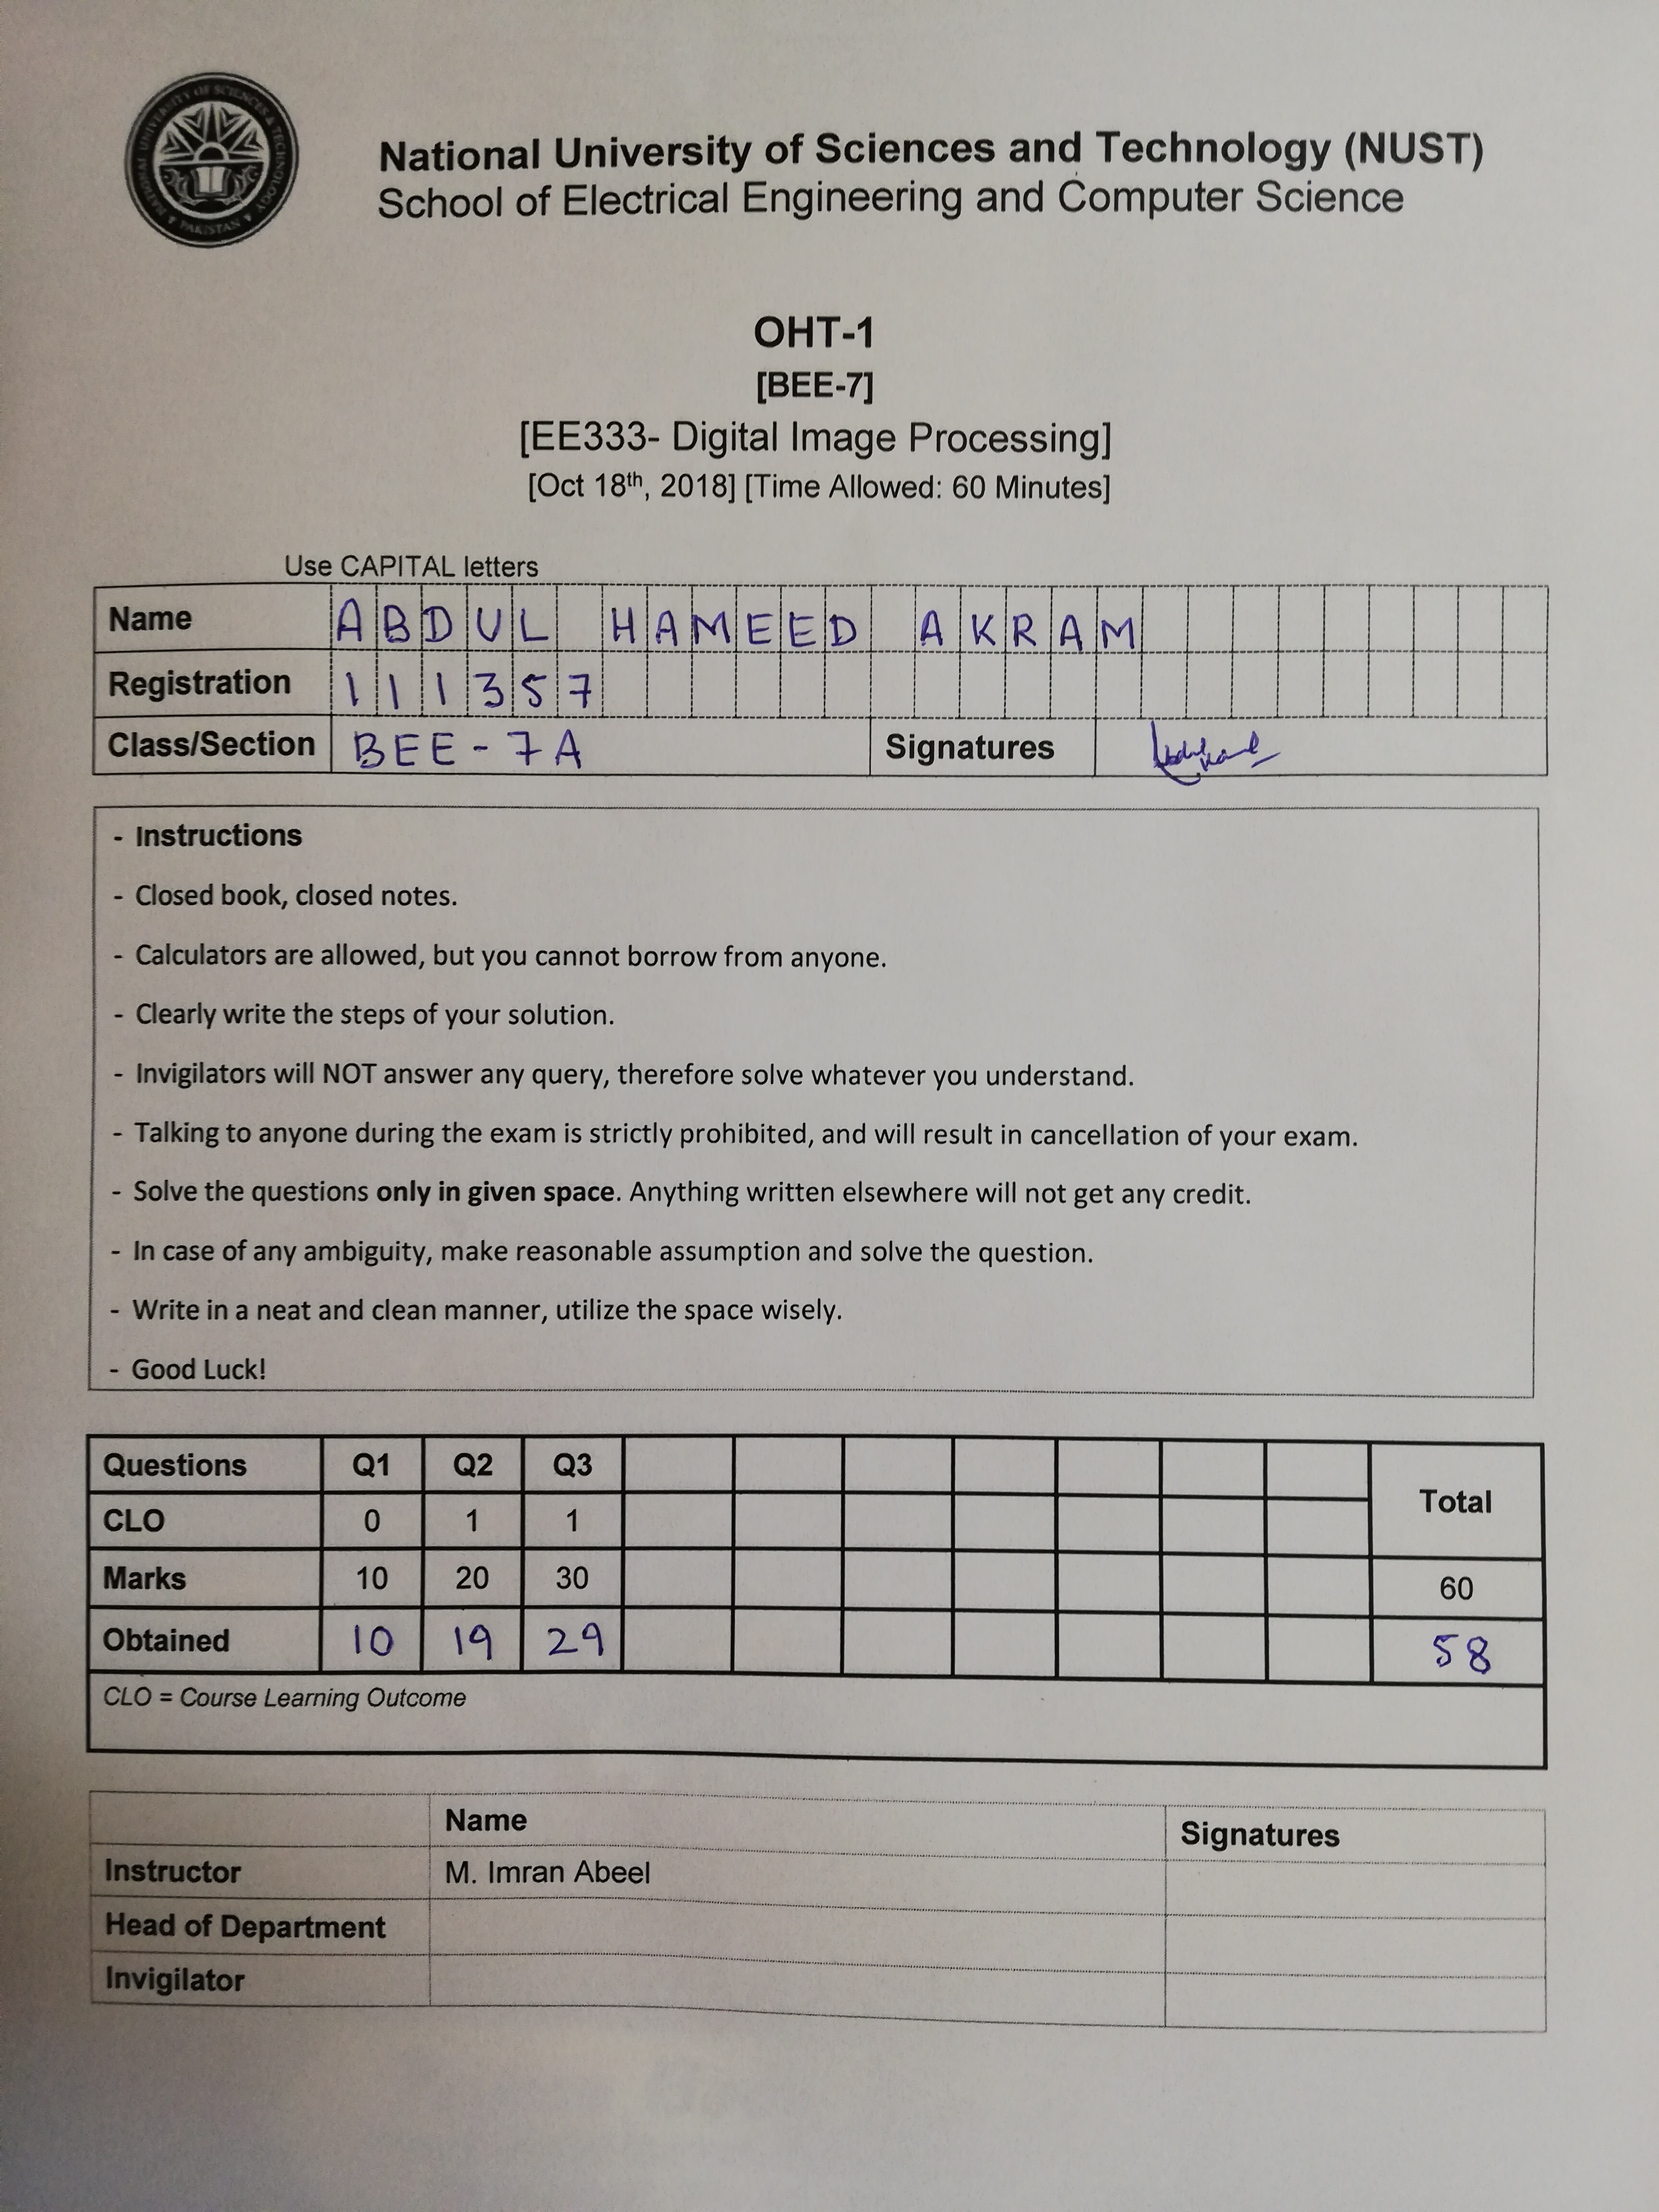 NATIONAL UNIVERSITY OF SCIENCES & TECHNOLOGY
PAKISTAN
National University of Sciences and Technology (NUST)
School of Electrical Engineering and Computer Science
OHT-1
[BEE-7]
[EE333- Digital Image Processing]
[Oct 18th, 2018] [Time Allowed: 60 Minutes]
Use CAPITAL letters
Name ABDUL HAMEED AKRAM
Registration 111357
Class/Section BEE-7A Signatures
- Instructions
- Closed book, closed notes.
- Calculators are allowed, but you cannot borrow from anyone.
- Clearly write the steps of your solution.
- Invigilators will NOT answer any query, therefore solve whatever you understand.
- Talking to anyone during the exam is strictly prohibited, and will result in cancellation of your exam.
- Solve the questions only in given space. Anything written elsewhere will not get any credit.
- In case of any ambiguity, make reasonable assumption and solve the question.
- Write in a neat and clean manner, utilize the space wisely.
- Good Luck!
Questions Q1 Q2 Q3 Total
CLO 0 1 1
Marks 10 20 30 60
Obtained 10 19 29 58
CLO = Course Learning Outcome
Name Signatures
Instructor M. Imran Abeel
Head of Department
Invigilator